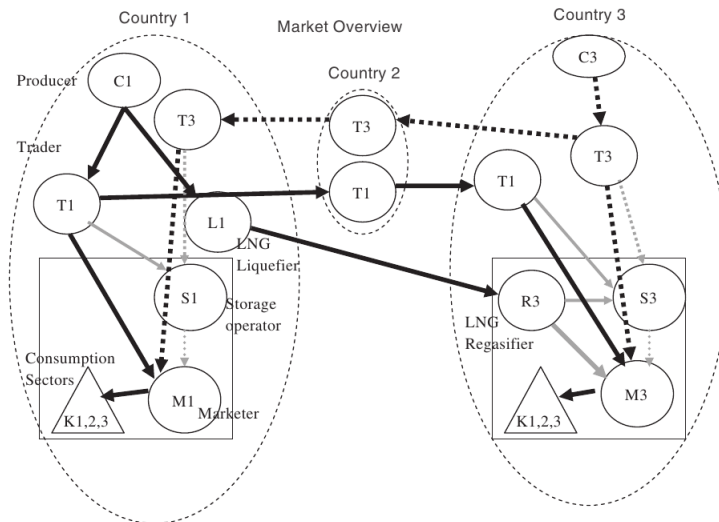 Country 1
Market Overview
Country 3
Country 2
Producer
C1
C3
T3
T3
T3
Trader
T1
T1
T1
L1
LNG
Liquefier
S1
Storage
operator
R3
S3
LNG
Regasifier
Consumption
Sectors
K1,2,3
M1
Marketer
K1,2,3
M3